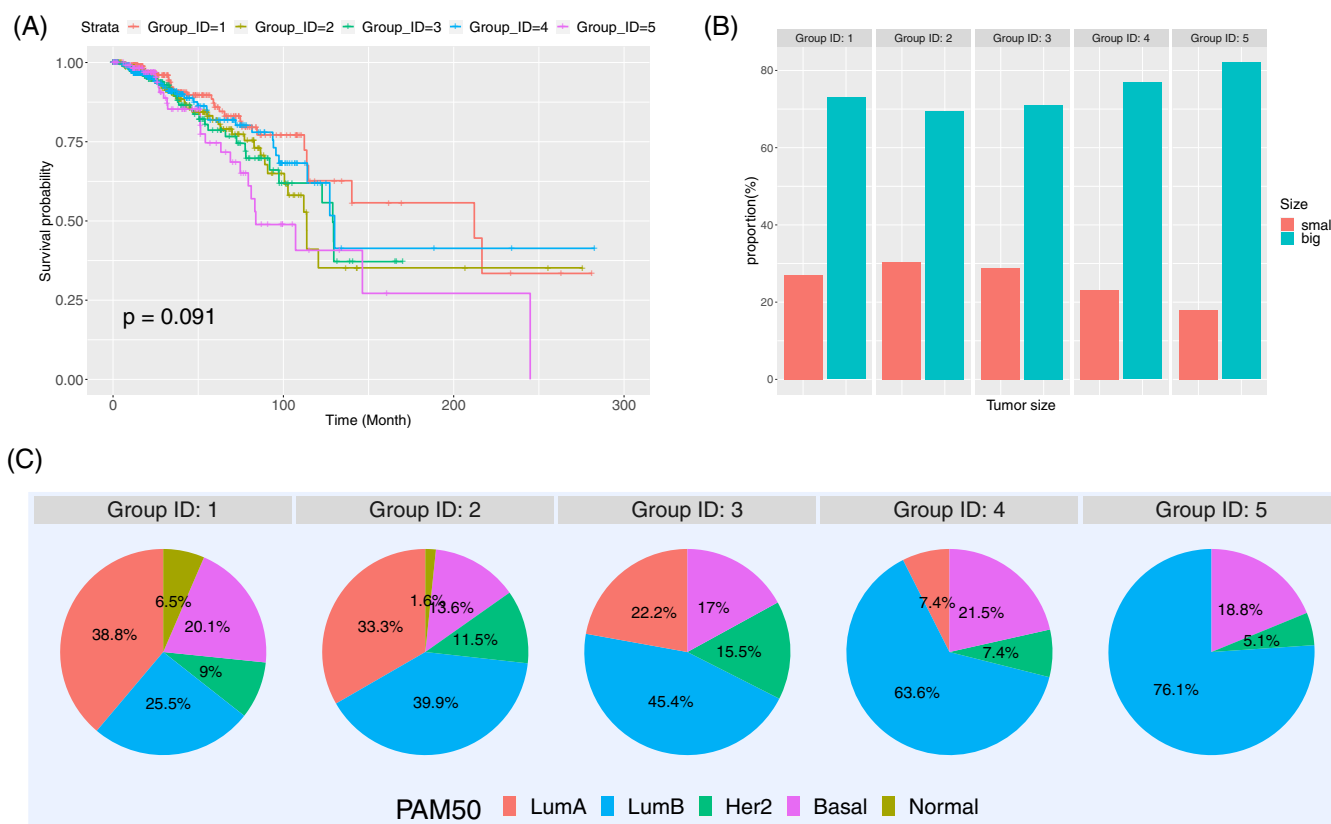 (A)
Strata Group_ID=1 Group_ID=2 Group_ID=3 Group_ID=4 Group_ID=5
1.00
0.75
0.50
0.25
0.00
Survival probability
p = 0.091
0 100 200 300
Time (Month)
(B)
Group ID: 1 Group ID: 2 Group ID: 3 Group ID: 4 Group ID: 5
80
60
40
20
0
proportion(%)
Tumor size
Size
small
big
(C)
Group ID: 1 Group ID: 2 Group ID: 3 Group ID: 4 Group ID: 5
6.5%
20.1%
9%
25.5%
38.8%
1.6%
13.6%
11.5%
39.9%
33.3%
17%
15.5%
45.4%
22.2%
21.5%
7.4%
63.6%
7.4%
18.8%
5.1%
76.1%
PAM50 LumA LumB Her2 Basal Normal